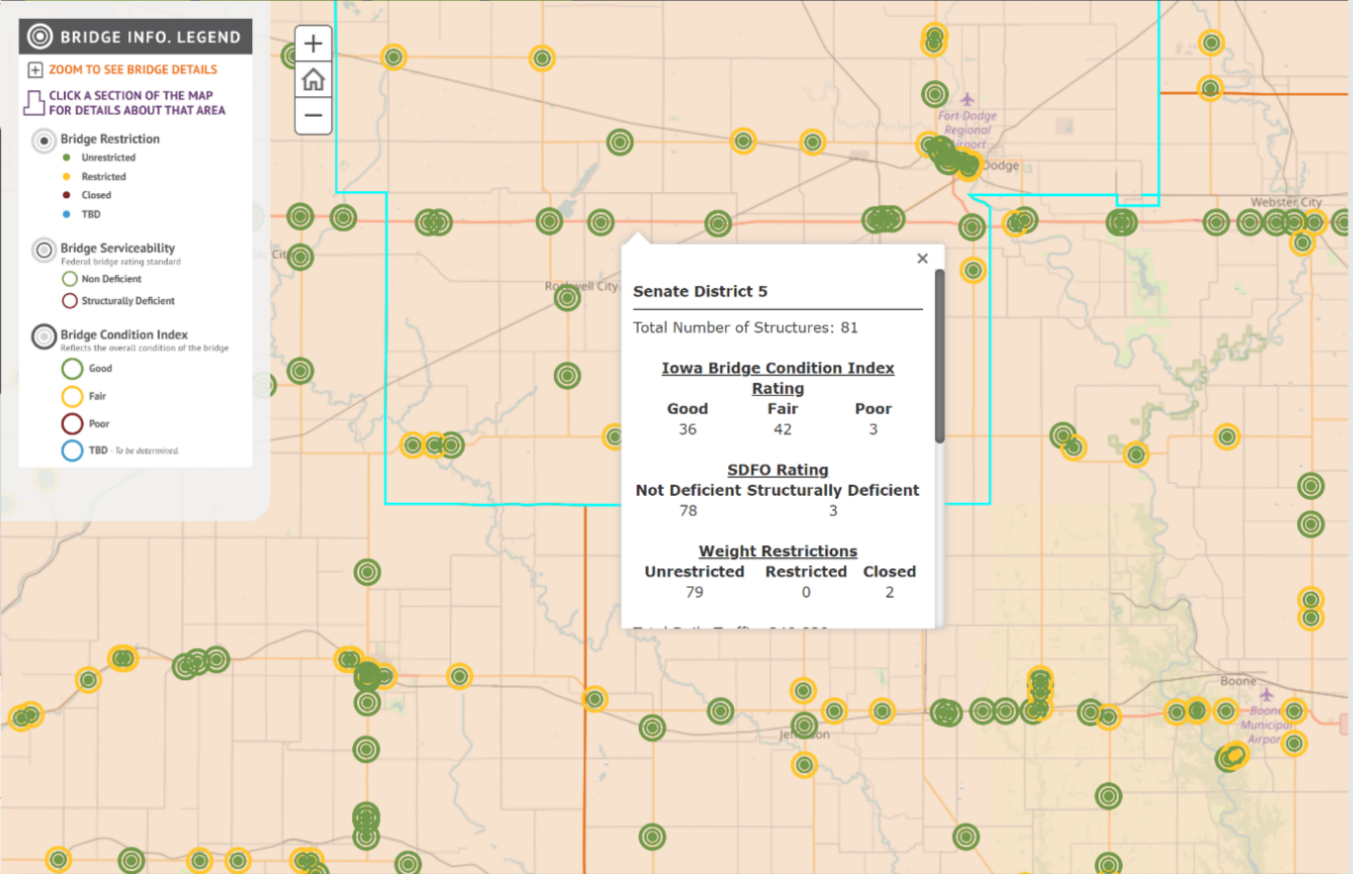 BRIDGE INFO. LEGEND
ZOOM TO SEE BRIDGE DETAILS
CLICK A SECTION OF THE MAP
FOR DETAILS ABOUT THAT AREA
Bridge Restriction
Unrestricted
Restricted
Closed
TBD
Bridge Serviceability
Federal bridge rating standard
Non Deficient
Structurally Deficient
Bridge Condition Index
Reflects the overall condition of the bridge
Good
Fair
Poor
TBD - To be determined.
+
−
Fort Dodge
Regional
Airport
Dodge
Webster City
City
Rockwell City
×
Senate District 5
Total Number of Structures: 81
Iowa Bridge Condition Index
Rating
Good Fair Poor
36 42 3
SDFO Rating
Not Deficient Structurally Deficient
78 3
Weight Restrictions
Unrestricted Restricted Closed
79 0 2
Boone
Boone
Municipal
Airport
Jefferson